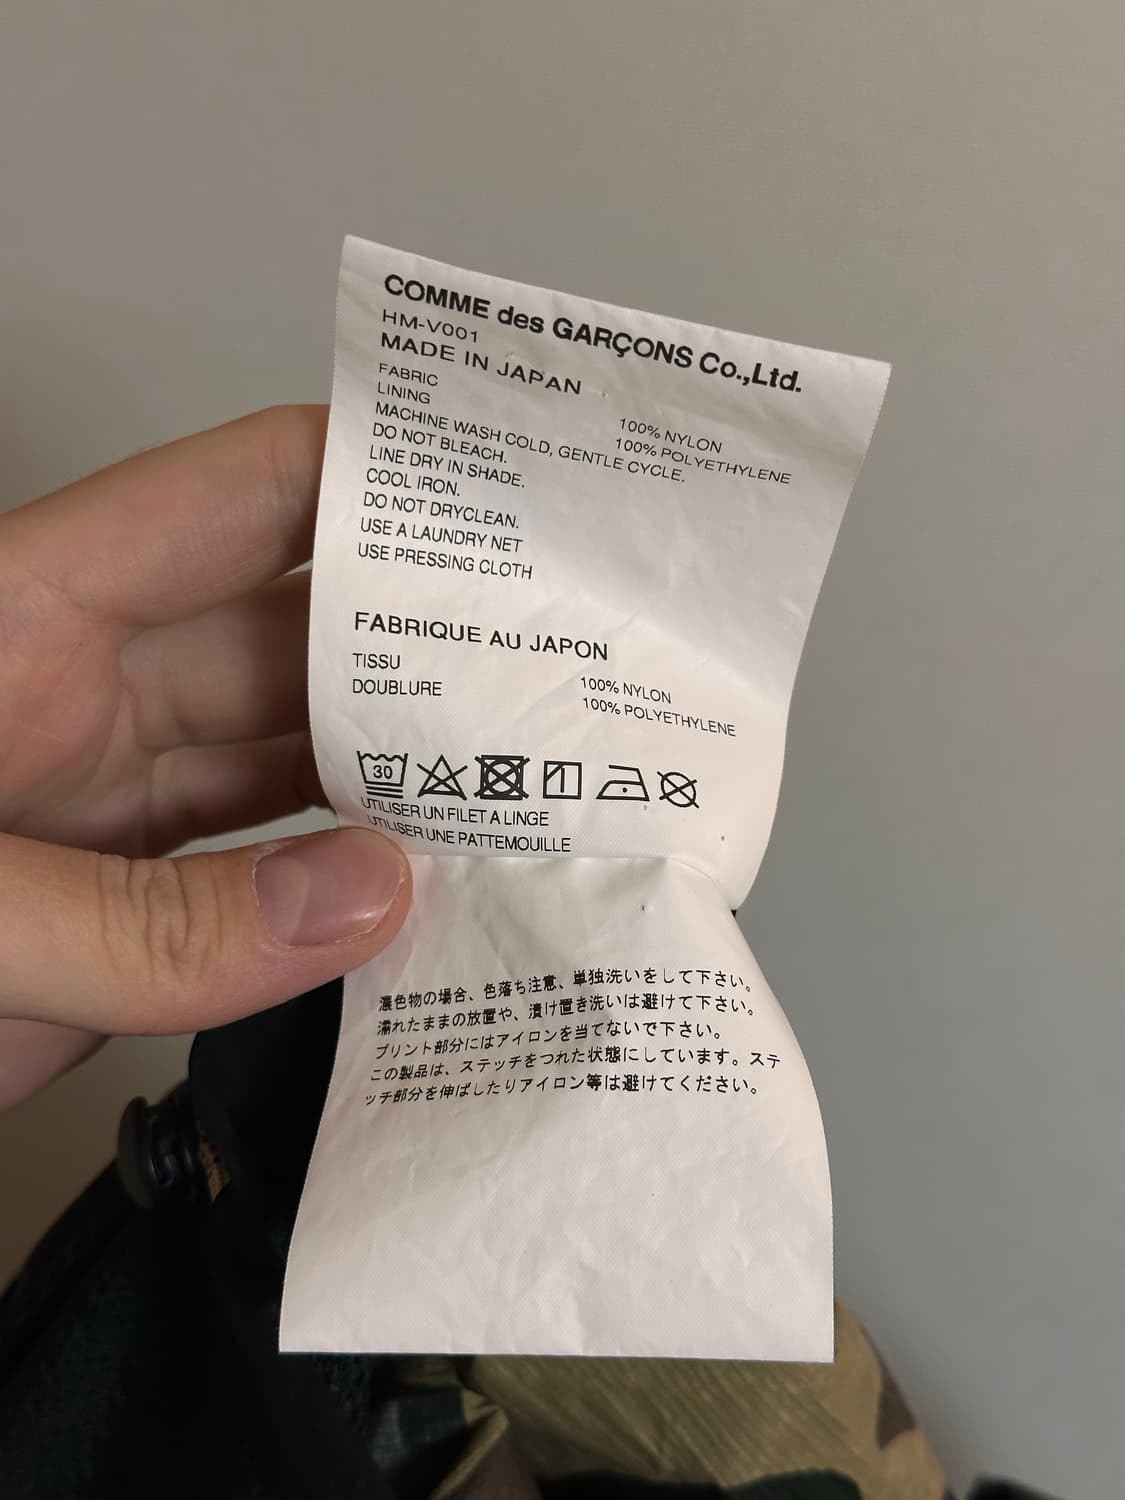 COMME des GARÇONS Co.,Ltd.
HM-V001
MADE IN JAPAN
FABRIC 100% NYLON
LINING 100% POLYETHYLENE
MACHINE WASH COLD, GENTLE CYCLE.
DO NOT BLEACH.
LINE DRY IN SHADE.
COOL IRON.
DO NOT DRYCLEAN.
USE A LAUNDRY NET
USE PRESSING CLOTH
FABRIQUE AU JAPON
TISSU 100% NYLON
DOUBLURE 100% POLYETHYLENE
30
UTILISER UN FILET A LINGE
UTILISER UNE PATTEMOUILLE
濃色物の場合、色落ち注意、単独洗いをして下さい。
濡れたままの放置や、漬け置き洗いは避けて下さい。
プリント部分にはアイロンを当てないで下さい。
この製品は、ステッチをつれた状態にしています。ステ
ッチ部分を伸ばしたりアイロン等は避けてください。